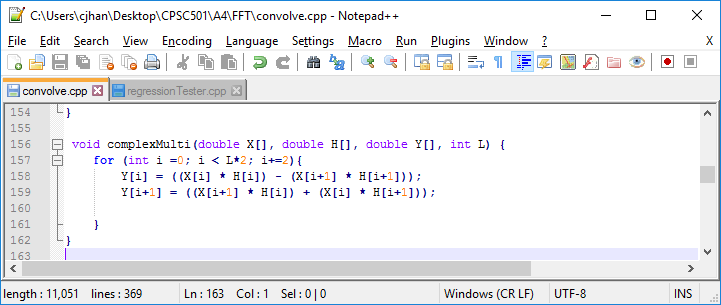 C:\Users\cjhan\Desktop\CPSC501\A4\FFT\convolve.cpp - Notepad++
File Edit Search View Encoding Language Settings Macro Run Plugins Window ? X
convolve.cpp regressionTester.cpp
154 }
155
156 void complexMulti(double X[], double H[], double Y[], int L) {
157 for (int i =0; i < L*2; i+=2){
158 Y[i] = ((X[i] * H[i]) - (X[i+1] * H[i+1]));
159 Y[i+1] = ((X[i+1] * H[i]) + (X[i] * H[i+1]));
160
161 }
162 }
163
length : 11,051 lines : 369 Ln : 163 Col : 1 Sel : 0 | 0 Windows (CR LF) UTF-8 INS